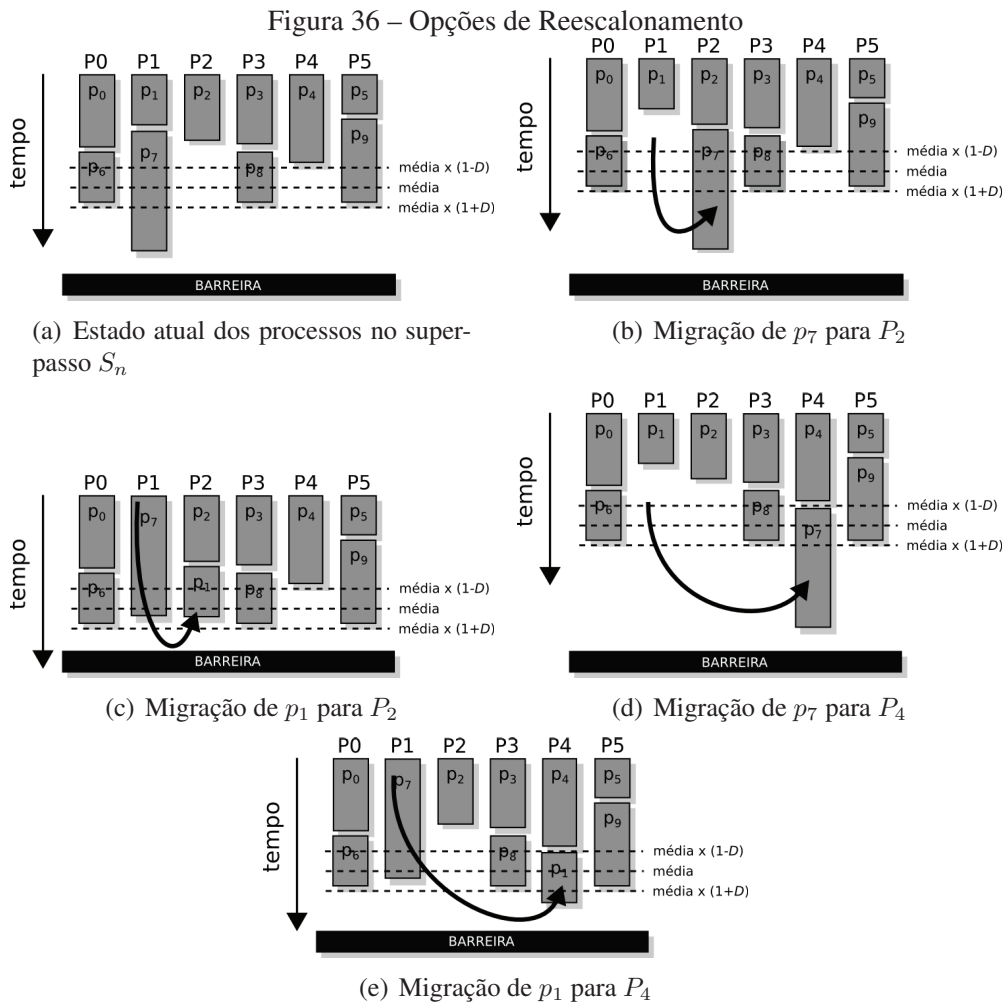 Figura 36 – Opções de Reescalonamento
P0 P1 P2 P3 P4 P5
tempo
p0 p1 p2 p3 p4 p5
p9
p6 p7 p8
média x (1-D)
média
média x (1+D)
BARREIRA
(a) Estado atual dos processos no super-
passo Sn
P0 P1 P2 P3 P4 P5
tempo
p0 p1 p2 p3 p4 p5
p9
p6 p7 p8
média x (1-D)
média
média x (1+D)
BARREIRA
(b) Migração de p7 para P2
P0 P1 P2 P3 P4 P5
tempo
p0 p7 p2 p3 p4 p5
p9
p6 p1 p8
média x (1-D)
média
média x (1+D)
BARREIRA
(c) Migração de p1 para P2
P0 P1 P2 P3 P4 P5
tempo
p0 p1 p2 p3 p4 p5
p9
p6 p8
p7
média x (1-D)
média
média x (1+D)
BARREIRA
(d) Migração de p7 para P4
P0 P1 P2 P3 P4 P5
tempo
p0 p7 p2 p3 p4 p5
p9
p6 p8
p1
média x (1-D)
média
média x (1+D)
BARREIRA
(e) Migração de p1 para P4